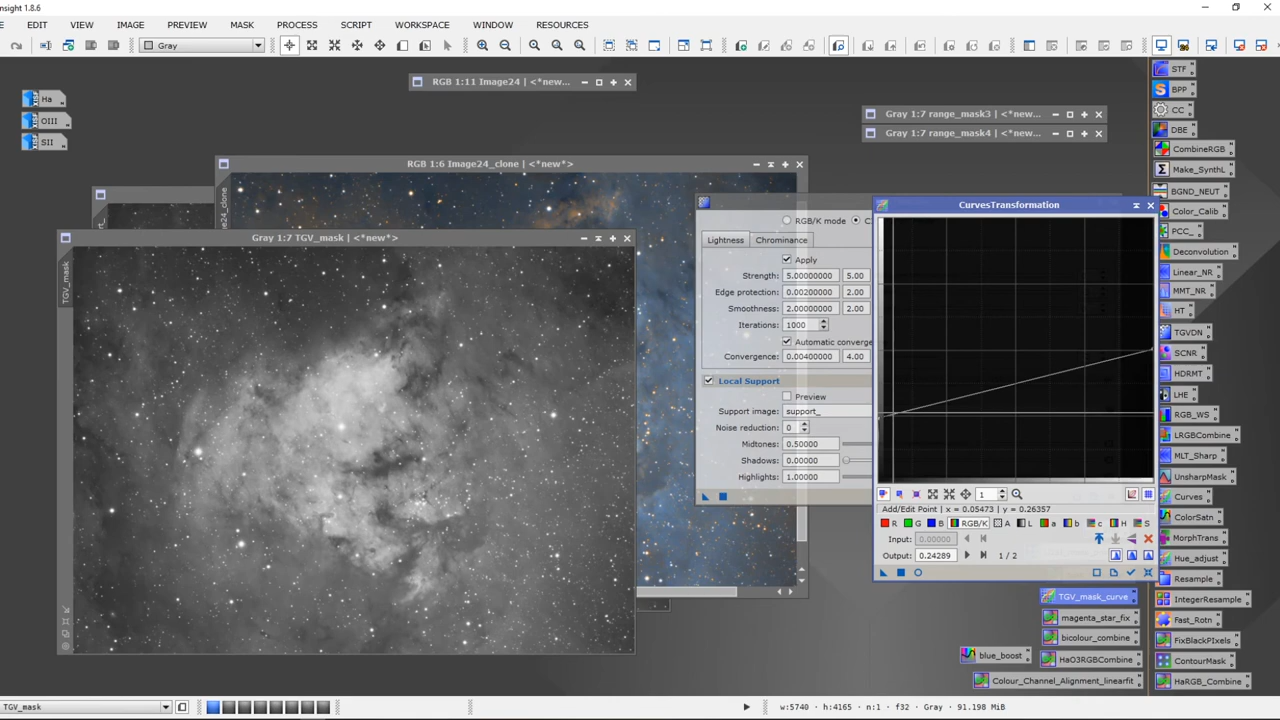 nsight 1.8.6
E EDIT VIEW IMAGE PREVIEW MASK PROCESS SCRIPT WORKSPACE WINDOW RESOURCES
Gray
RGB 1:11 Image24 | <*new...
Ha
OIII
SII
Gray 1:7 range_mask3 | <*new...
Gray 1:7 range_mask4 | <*new...
RGB 1:6 Image24_clone | <*new*>
Gray 1:7 TGV_mask | <*new*>
TGV_mask
RGB/K mode
Lightness Chrominance
Apply
Strength: 5.00000000 5.00
Edge protection: 0.00200000 2.00
Smoothness: 2.00000000 2.00
Iterations: 1000
Automatic converge
Convergence: 0.00400000 4.00
Local Support
Preview
Support image: support_
Noise reduction: 0
Midtones: 0.50000
Shadows: 0.00000
Highlights: 1.00000
CurvesTransformation
1
Add/Edit Point | x = 0.05473 | y = 0.26357
R G B RGB/K A L a b c H S
Input: 0.00000
Output: 0.24289 1 / 2
STF
BPP
CC
DBE
CombineRGB
Make_SynthL
BGND_NEUT
Color_Calib
PCC_
Deconvolution
Linear_NR
MMT_NR
HT
TGVDN
SCNR
HDRMT
LHE
RGB_WS
LRGBCombine
MLT_Sharp
UnsharpMask
Curves
ColorSatn
MorphTrans
Hue_adjust
Resample
IntegerResample
Fast_Rotn
FixBlackPIxels
ContourMask
HaRGB_Combine
TGV_mask_curve
magenta_star_fix
bicolour_combine
blue_boost
HaO3RGBCombine
Colour_Channel_Alignment_linearfit
TGV_mask
w:5740 · h:4165 · n:1 · f32 · Gray · 91.198 MiB